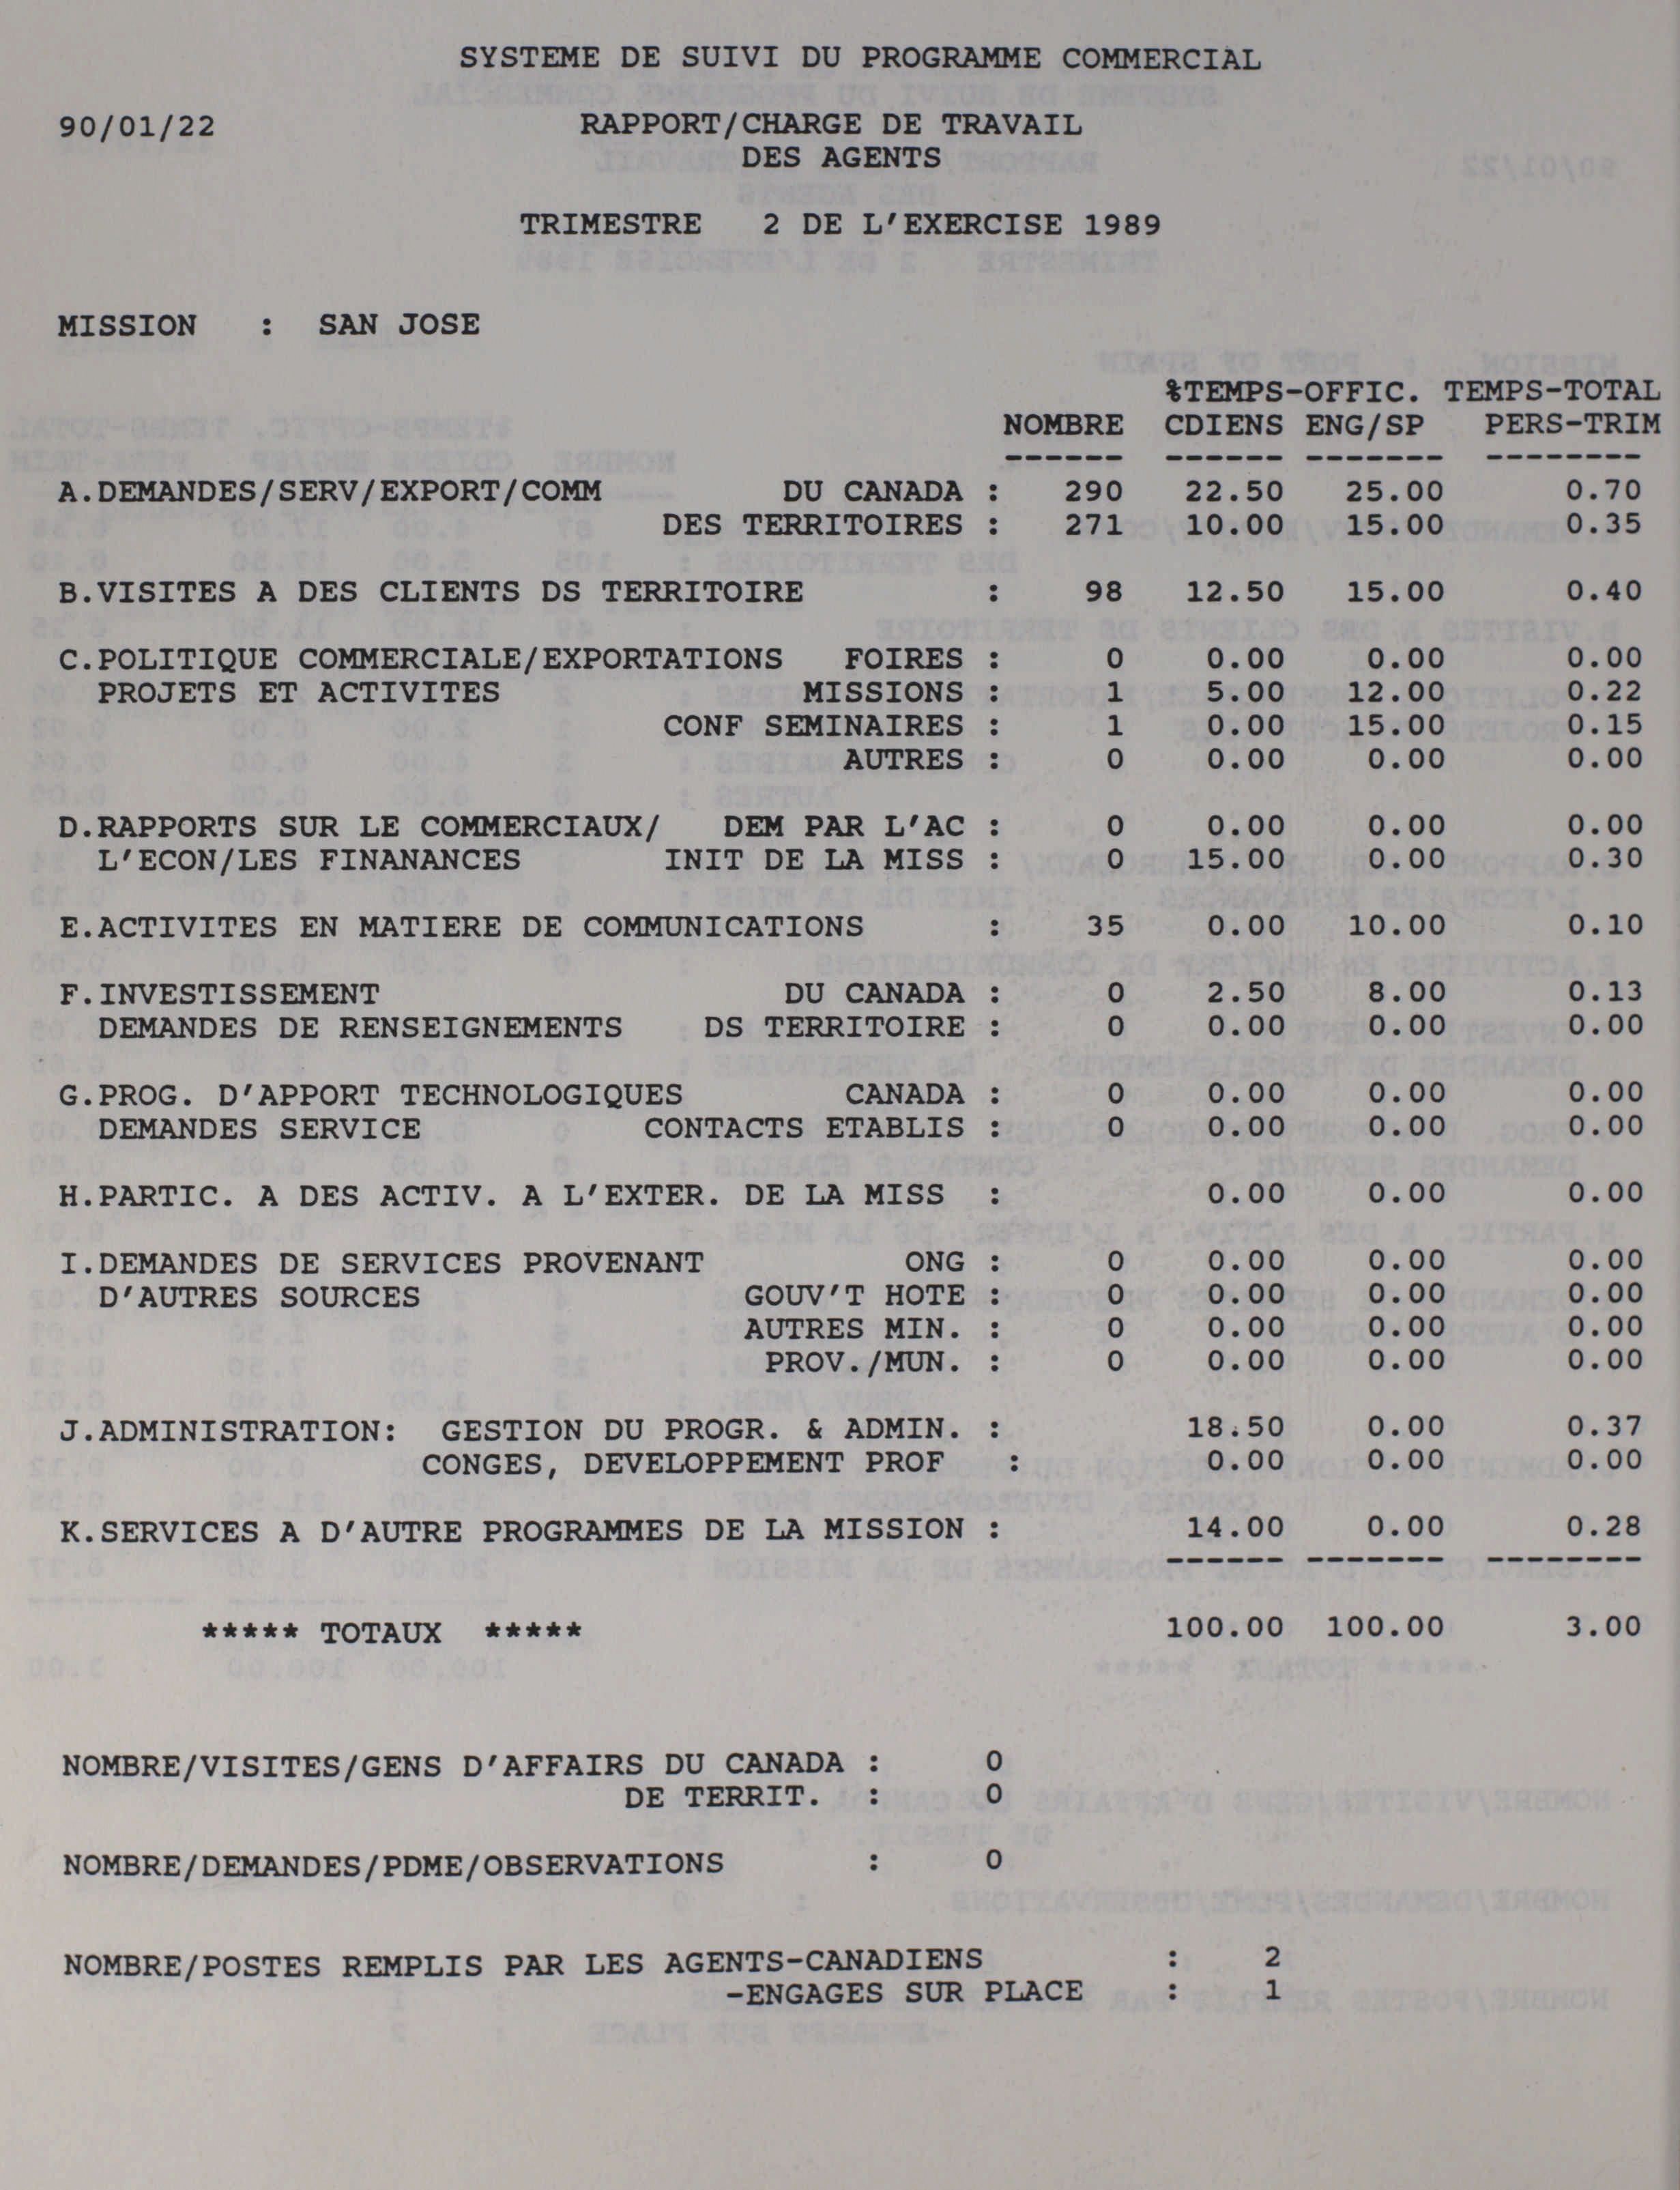 SYSTEME DE SUIVI DU PROGRAMME COMMERCIAL
90/01/22 RAPPORT/CHARGE DE TRAVAIL
DES AGENTS
TRIMESTRE 2 DE L'EXERCISE 1989
MISSION : SAN JOSE
%TEMPS-OFFIC. TEMPS-TOTAL
NOMBRE CDIENS ENG/SP PERS-TRIM
------ ------ ------- --------
A.DEMANDES/SERV/EXPORT/COMM DU CANADA : 290 22.50 25.00 0.70
DES TERRITOIRES : 271 10.00 15.00 0.35
B.VISITES A DES CLIENTS DS TERRITOIRE : 98 12.50 15.00 0.40
C.POLITIQUE COMMERCIALE/EXPORTATIONS FOIRES : 0 0.00 0.00 0.00
PROJETS ET ACTIVITES MISSIONS : 1 5.00 12.00 0.22
CONF SEMINAIRES : 1 0.00 15.00 0.15
AUTRES : 0 0.00 0.00 0.00
D.RAPPORTS SUR LE COMMERCIAUX/ DEM PAR L'AC : 0 0.00 0.00 0.00
L'ECON/LES FINANANCES INIT DE LA MISS : 0 15.00 0.00 0.30
E.ACTIVITES EN MATIERE DE COMMUNICATIONS : 35 0.00 10.00 0.10
F.INVESTISSEMENT DU CANADA : 0 2.50 8.00 0.13
DEMANDES DE RENSEIGNEMENTS DS TERRITOIRE : 0 0.00 0.00 0.00
G.PROG. D'APPORT TECHNOLOGIQUES CANADA : 0 0.00 0.00 0.00
DEMANDES SERVICE CONTACTS ETABLIS : 0 0.00 0.00 0.00
H.PARTIC. A DES ACTIV. A L'EXTER. DE LA MISS : 0.00 0.00 0.00
I.DEMANDES DE SERVICES PROVENANT ONG : 0 0.00 0.00 0.00
D'AUTRES SOURCES GOUV'T HOTE : 0 0.00 0.00 0.00
AUTRES MIN. : 0 0.00 0.00 0.00
PROV./MUN. : 0 0.00 0.00 0.00
J.ADMINISTRATION: GESTION DU PROGR. & ADMIN. : 18.50 0.00 0.37
CONGES, DEVELOPPEMENT PROF : 0.00 0.00 0.00
K.SERVICES A D'AUTRE PROGRAMMES DE LA MISSION : 14.00 0.00 0.28
------ ------- --------
***** TOTAUX ***** 100.00 100.00 3.00
NOMBRE/VISITES/GENS D'AFFAIRS DU CANADA : 0
DE TERRIT. : 0
NOMBRE/DEMANDES/PDME/OBSERVATIONS : 0
NOMBRE/POSTES REMPLIS PAR LES AGENTS-CANADIENS : 2
-ENGAGES SUR PLACE : 1